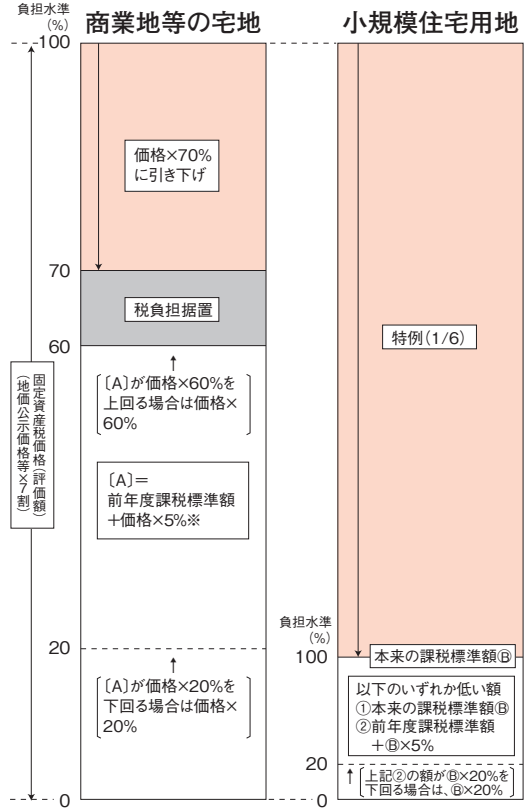 負担水準
(%)
商業地等の宅地
小規模住宅用地
100
価格×70%
に引き下げ
70
税負担据置
60
〔A〕が価格×60%を
上回る場合は価格×
60%
〔A〕＝
前年度課税標準額
＋価格×5%※
20
〔A〕が価格×20%を
下回る場合は価格×
20%
0
固定資産税価格(評価額)
(地価公示価格等×7割)
特例(1/6)
負担水準
(%)
100
本来の課税標準額Ⓑ
以下のいずれか低い額
①本来の課税標準額Ⓑ
②前年度課税標準額
＋Ⓑ×5%
20
上記②の額がⒷ×20%を
下回る場合は、Ⓑ×20%
0